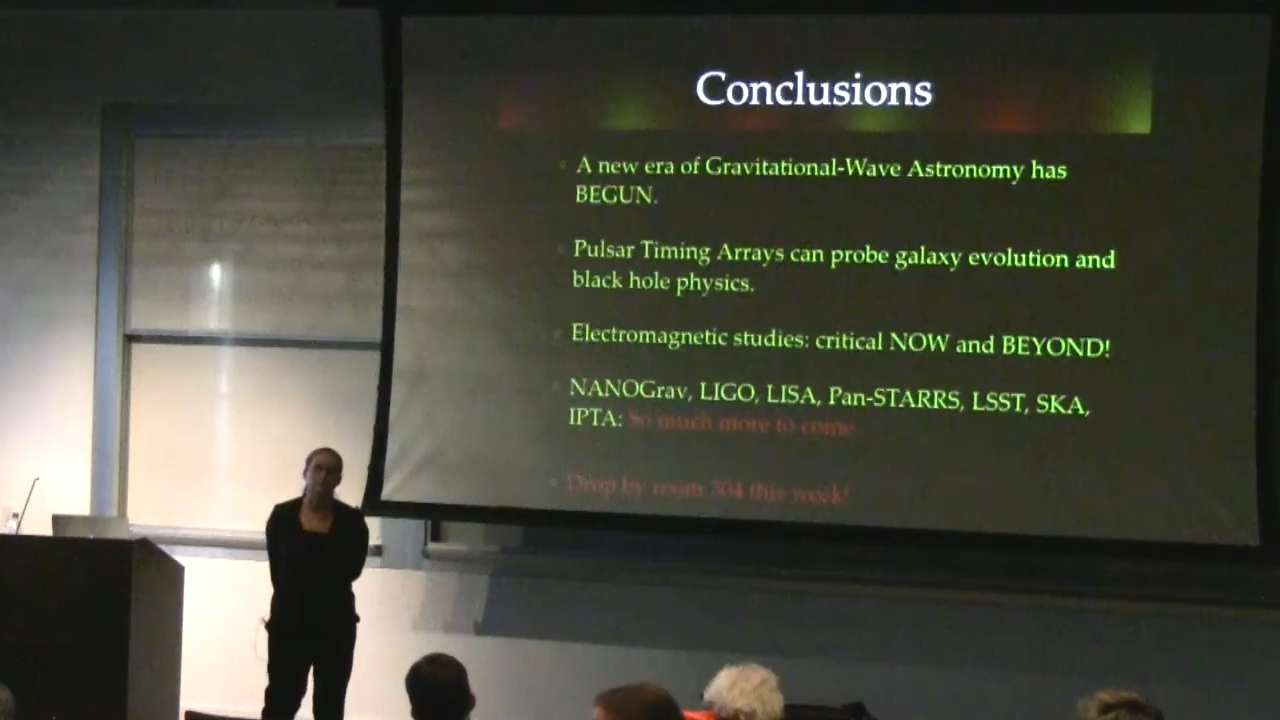 Conclusions
A new era of Gravitational-Wave Astronomy has
BEGUN.
Pulsar Timing Arrays can probe galaxy evolution and
black hole physics.
Electromagnetic studies: critical NOW and BEYOND!
NANOGrav, LIGO, LISA, Pan-STARRS, LSST, SKA,
IPTA: So much more to come
Drop by room 304 this week!